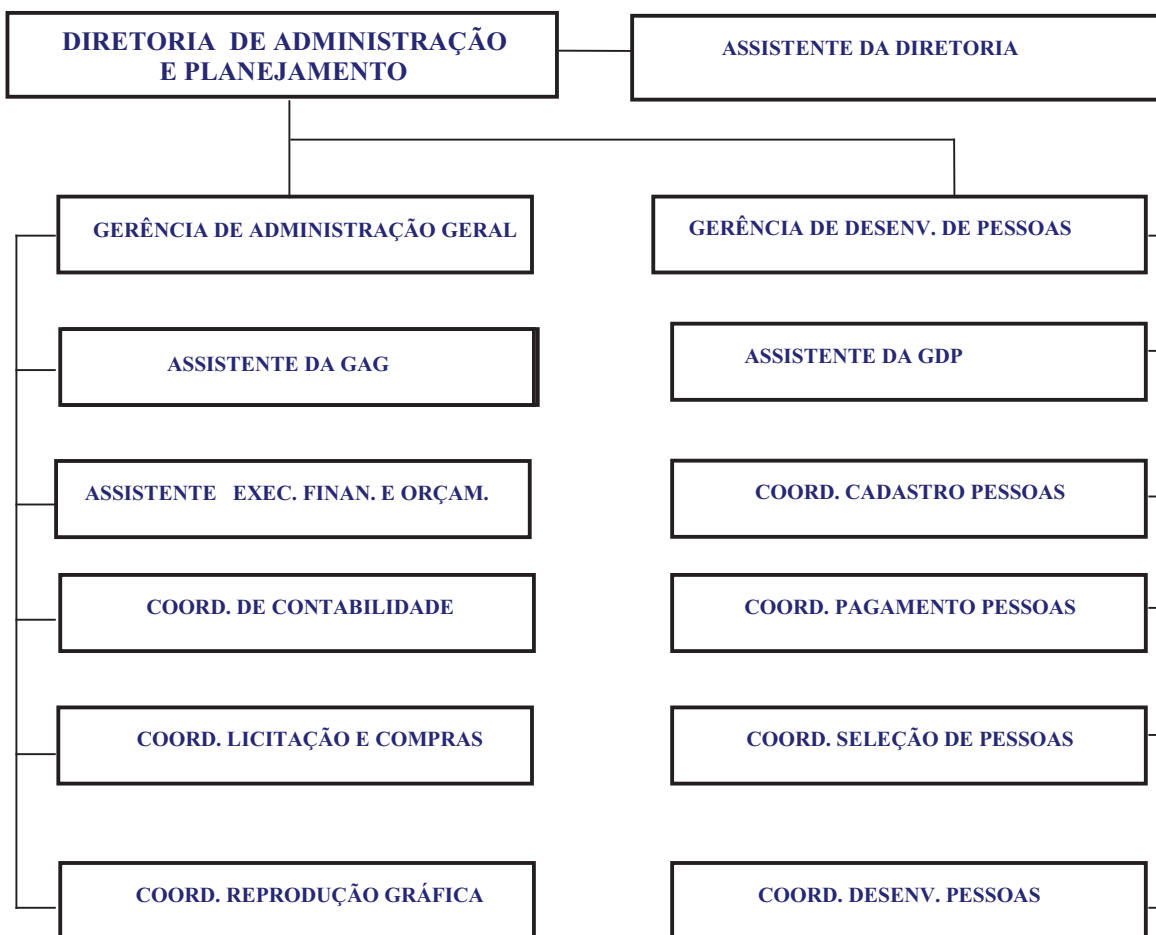 DIRETORIA DE ADMINISTRAÇÃO
E PLANEJAMENTO
ASSISTENTE DA DIRETORIA
GERÊNCIA DE ADMINISTRAÇÃO GERAL
GERÊNCIA DE DESENV. DE PESSOAS
ASSISTENTE DA GAG
ASSISTENTE DA GDP
ASSISTENTE EXEC. FINAN. E ORÇAM.
COORD. CADASTRO PESSOAS
COORD. DE CONTABILIDADE
COORD. PAGAMENTO PESSOAS
COORD. LICITAÇÃO E COMPRAS
COORD. SELEÇÃO DE PESSOAS
COORD. REPRODUÇÃO GRÁFICA
COORD. DESENV. PESSOAS